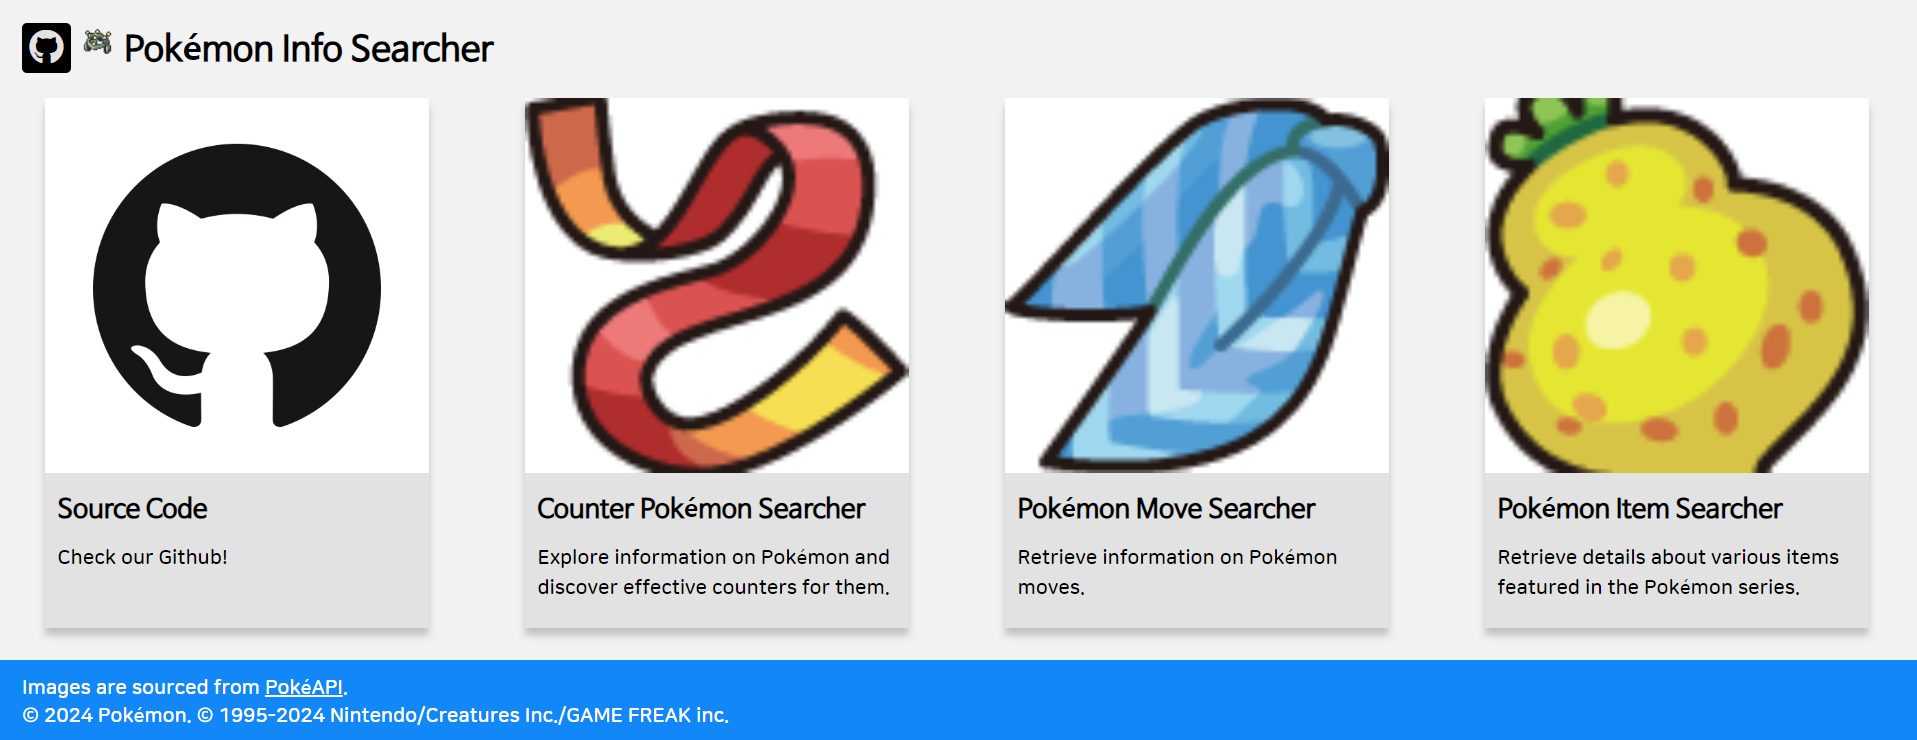 Pokémon Info Searcher
Source Code
Check our Github!
Counter Pokémon Searcher
Explore information on Pokémon and
discover effective counters for them.
Pokémon Move Searcher
Retrieve information on Pokémon
moves.
Pokémon Item Searcher
Retrieve details about various items
featured in the Pokémon series.
Images are sourced from PokéAPI.
© 2024 Pokémon. © 1995-2024 Nintendo/Creatures Inc./GAME FREAK inc.